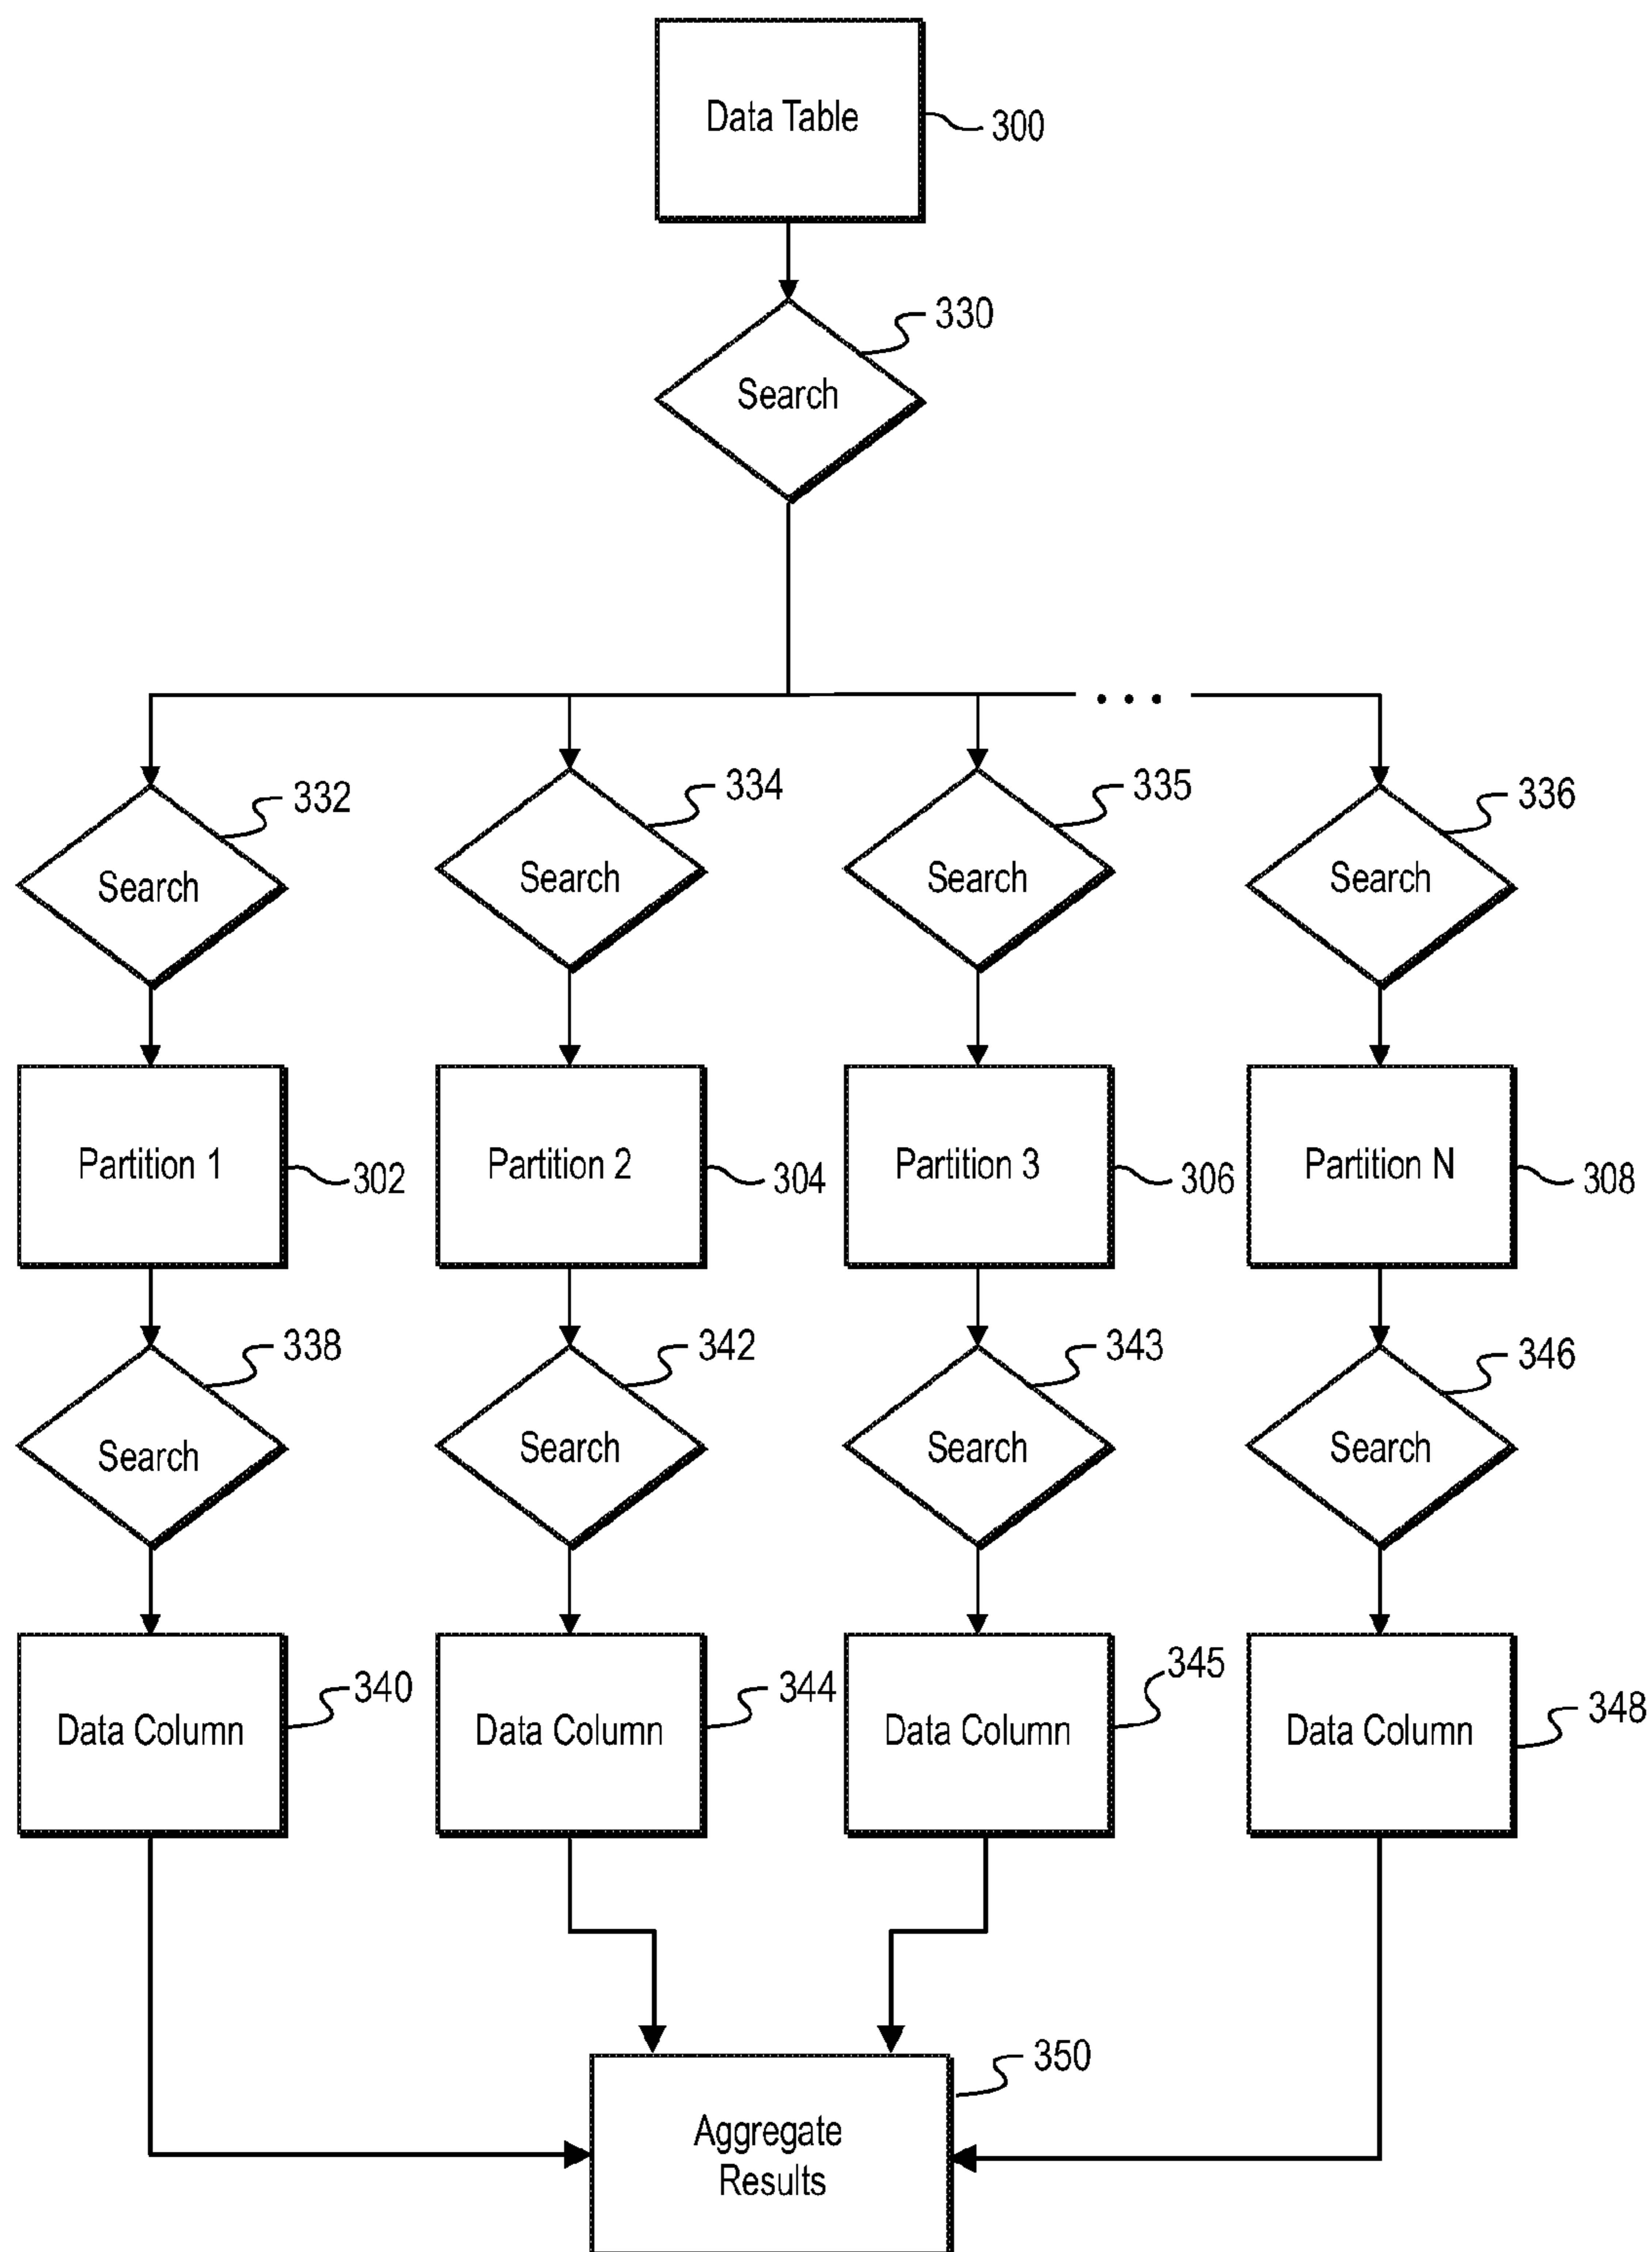 Data Table
300
330
Search
. . .
332
334
335
336
Search
Search
Search
Search
Partition 1
302
Partition 2
304
Partition 3
306
Partition N
308
338
342
343
346
Search
Search
Search
Search
340
344
345
348
Data Column
Data Column
Data Column
Data Column
350
Aggregate
Results